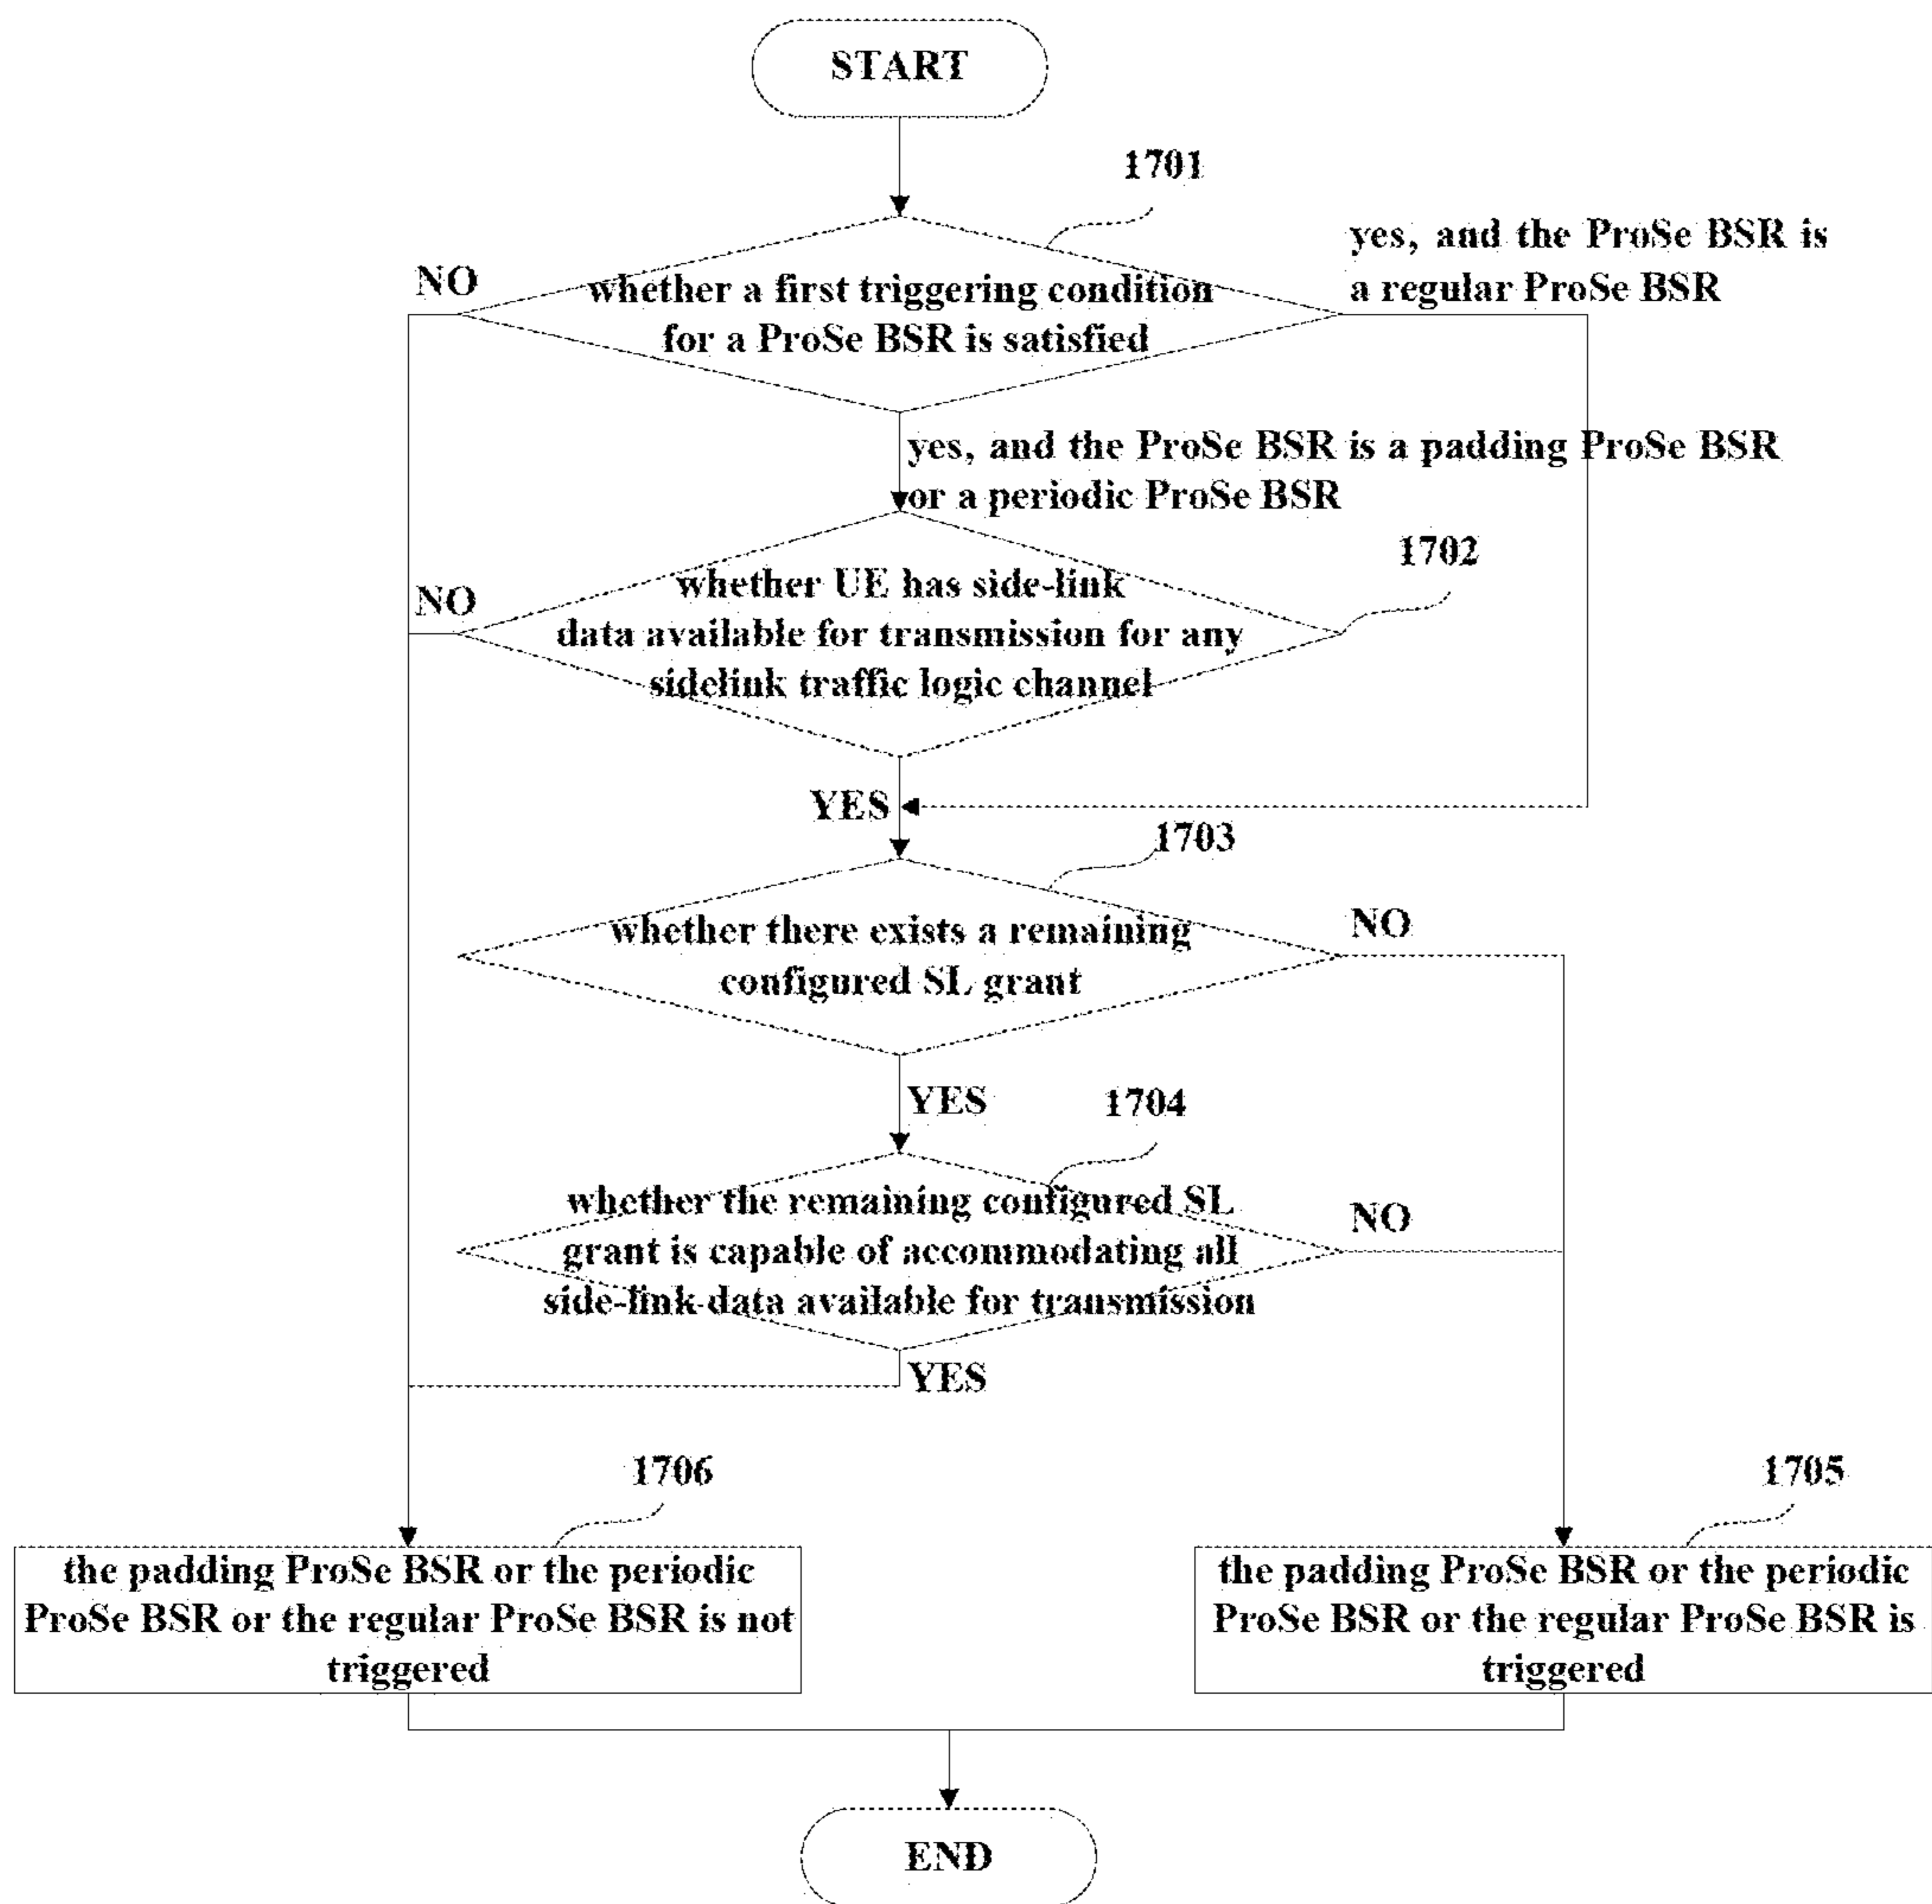 START
1701
yes, and the ProSe BSR is
a regular ProSe BSR
NO
whether a first triggering condition
for a ProSe BSR is satisfied
yes, and the ProSe BSR is a padding ProSe BSR
or a periodic ProSe BSR
1702
NO
whether UE has side-link
data available for transmission for any
sidelink traffic logic channel
YES
1703
whether there exists a remaining
configured SL grant
NO
YES
1704
whether the remaining configured SL
grant is capable of accommodating all
side-link data available for transmission
NO
YES
1706
1705
the padding ProSe BSR or the periodic
ProSe BSR or the regular ProSe BSR is not
triggered
the padding ProSe BSR or the periodic
ProSe BSR or the regular ProSe BSR is
triggered
END